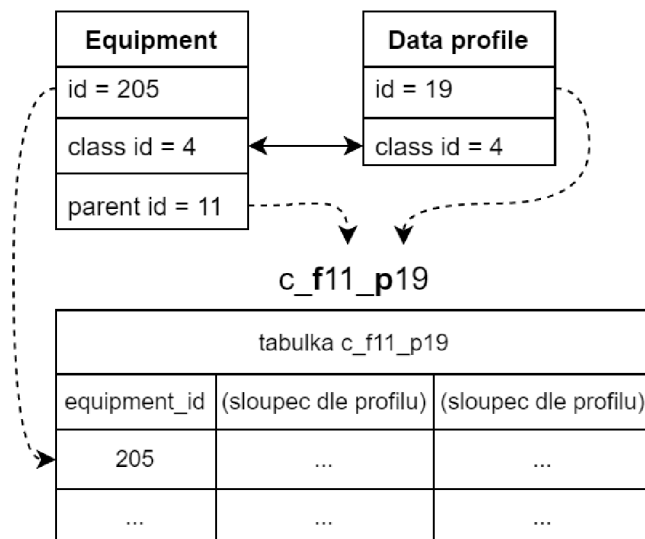 Equipment
id = 205
class id = 4
parent id = 11
Data profile
id = 19
class id = 4
c_f11_p19
tabulka c_f11_p19
equipment_id (sloupec dle profilu) (sloupec dle profilu)
205 ... ...
... ... ...